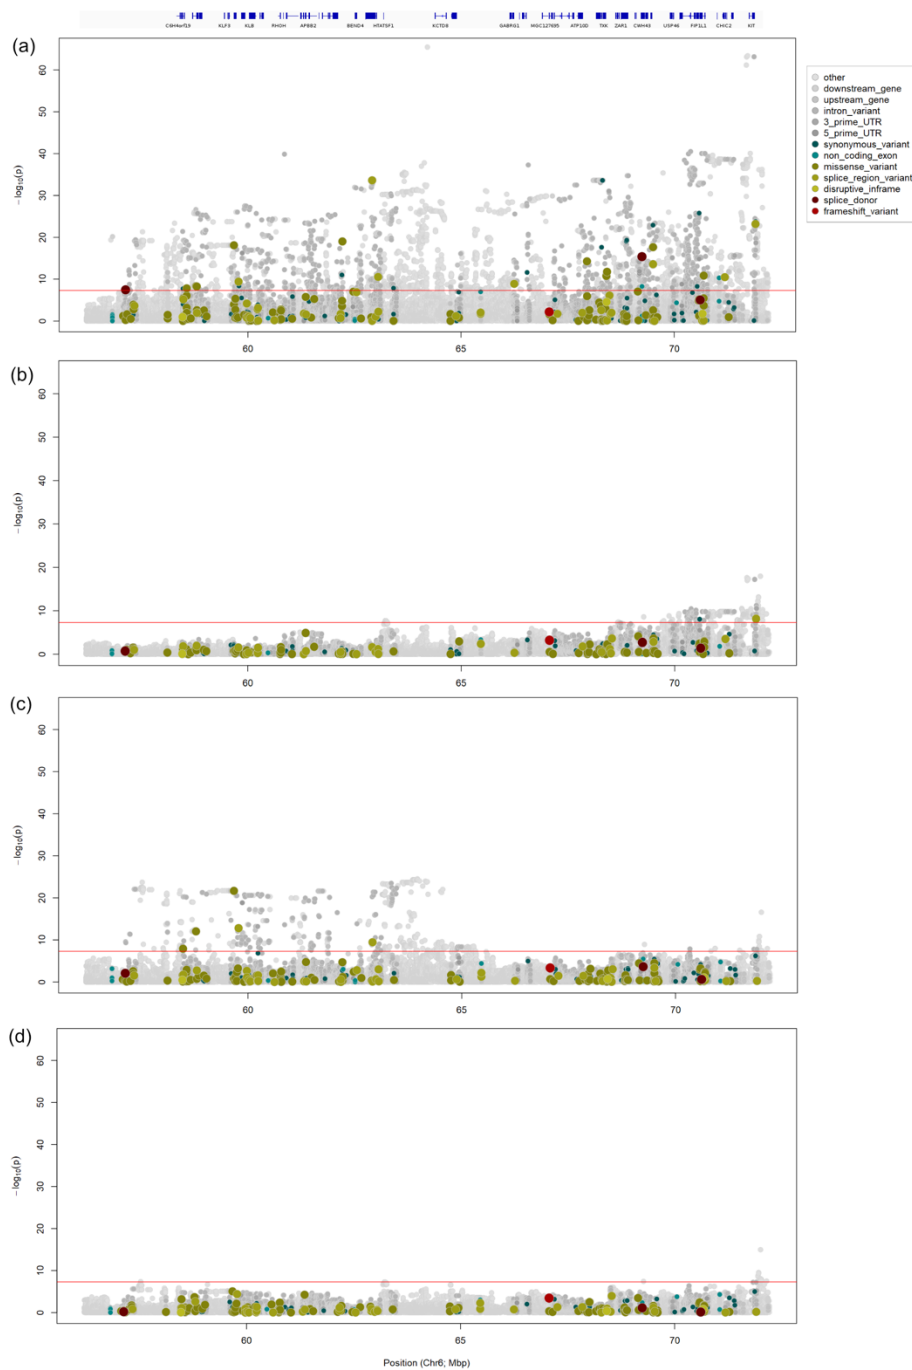 CSH4orf19 KLF3 KLB RHOH APBB2 BEND4 HTATSF1 KCTD8 GABRG1 MGC127695 ATP10D TXK ZAR1 CWH43 USP46 FIP1L1 CHIC2 KIT
(a)
60
50
40
30
20
10
0
− log10(p)
60 65 70
other
downstream_gene
upstream_gene
intron_variant
3_prime_UTR
5_prime_UTR
synonymous_variant
non_coding_exon
missense_variant
splice_region_variant
disruptive_inframe
splice_donor
frameshift_variant
(b)
60
50
40
30
20
10
0
− log10(p)
60 65 70
(c)
60
50
40
30
20
10
0
− log10(p)
60 65 70
(d)
60
50
40
30
20
10
0
− log10(p)
60 65 70
Position (Chr6; Mbp)